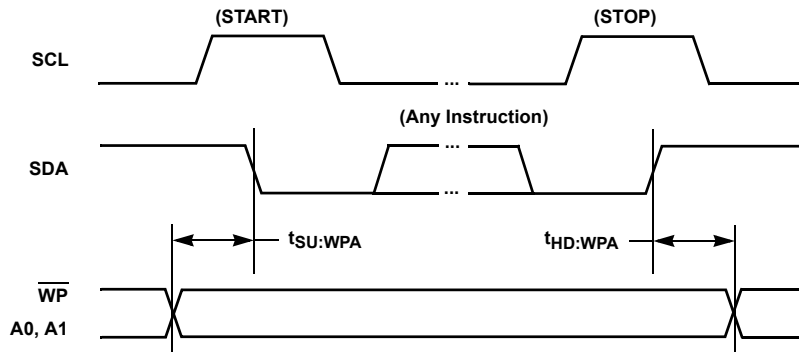 (START)
(STOP)
SCL
...
(Any Instruction)
SDA
...
...
tSU:WPA
tHD:WPA
WP
A0, A1